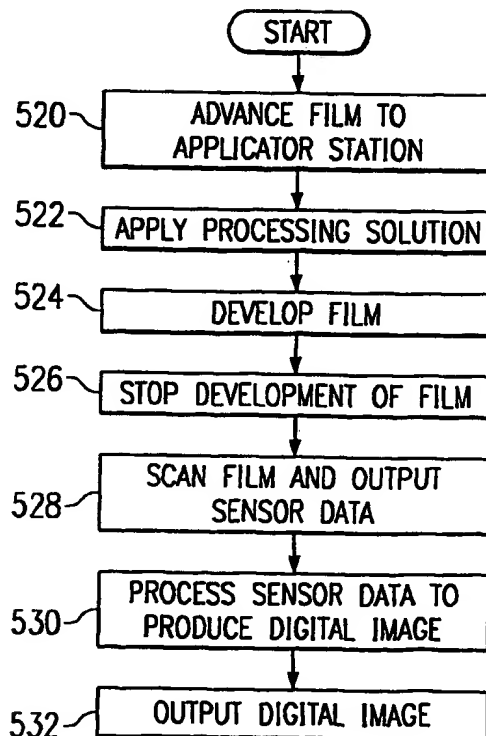 START
520
ADVANCE FILM TO
APPLICATOR STATION
522
APPLY PROCESSING SOLUTION
524
DEVELOP FILM
526
STOP DEVELOPMENT OF FILM
528
SCAN FILM AND OUTPUT
SENSOR DATA
530
PROCESS SENSOR DATA TO
PRODUCE DIGITAL IMAGE
532
OUTPUT DIGITAL IMAGE